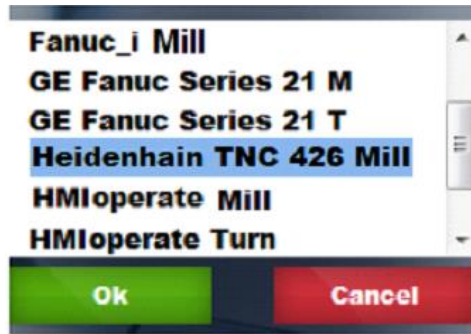 Fanuc_i Mill
GE Fanuc Series 21 M
GE Fanuc Series 21 T
Heidenhain TNC 426 Mill
HMIoperate Mill
HMIoperate Turn
Ok Cancel